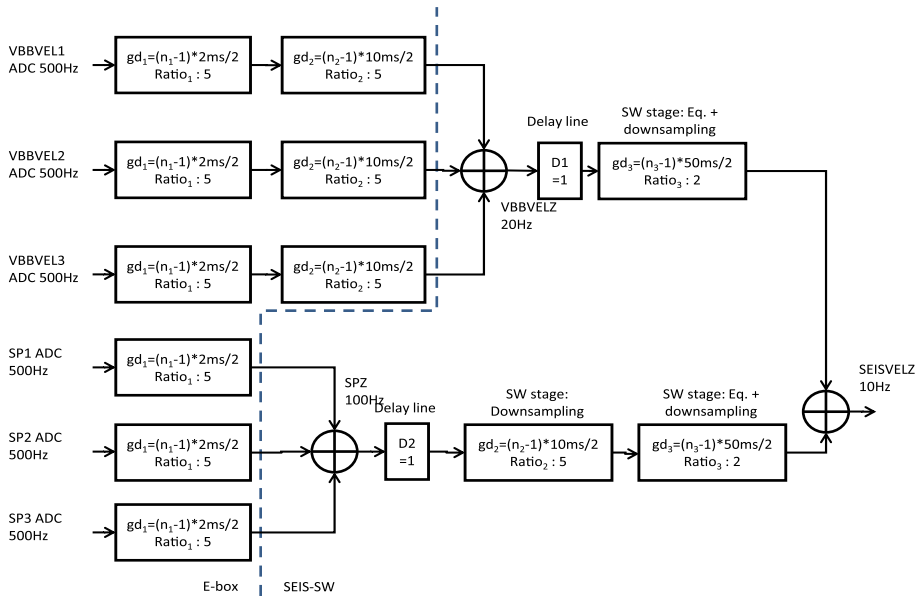 VBBVEL1
ADC 500Hz
gd₁=(n₁-1)*2ms/2
Ratio₁ : 5
gd₂=(n₂-1)*10ms/2
Ratio₂ : 5
VBBVEL2
ADC 500Hz
gd₁=(n₁-1)*2ms/2
Ratio₁ : 5
gd₂=(n₂-1)*10ms/2
Ratio₂ : 5
VBBVELZ
20Hz
Delay line
D1
=1
SW stage: Eq. +
downsampling
gd₃=(n₃-1)*50ms/2
Ratio₃ : 2
VBBVEL3
ADC 500Hz
gd₁=(n₁-1)*2ms/2
Ratio₁ : 5
gd₂=(n₂-1)*10ms/2
Ratio₂ : 5
SP1 ADC
500Hz
gd₁=(n₁-1)*2ms/2
Ratio₁ : 5
SPZ
100Hz
Delay line
D2
=1
SW stage:
Downsampling
gd₂=(n₂-1)*10ms/2
Ratio₂ : 5
SW stage: Eq. +
downsampling
gd₃=(n₃-1)*50ms/2
Ratio₃ : 2
SEISVELZ
10Hz
SP2 ADC
500Hz
gd₁=(n₁-1)*2ms/2
Ratio₁ : 5
SP3 ADC
500Hz
gd₁=(n₁-1)*2ms/2
Ratio₁ : 5
E-box
SEIS-SW